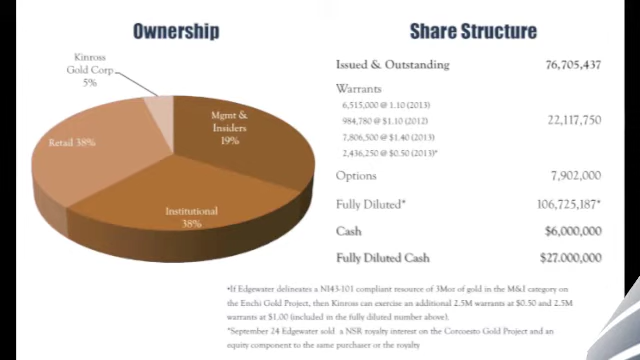 Ownership
Kinross
Gold Corp
5%
Mgmt &
Insiders
19%
Retail 38%
Institutional
38%
Share Structure
Issued & Outstanding 76,705,437
Warrants
6,515,000 @ 1.10 (2013)
984,780 @ $1.10 (2012) 22,117,750
7,806,500 @ $1.40 (2013)
2,436,250 @ $0.50 (2013)*
Options 7,902,000
Fully Diluted* 106,725,187*
Cash $6,000,000
Fully Diluted Cash $27.000,000
*If Edgewater delineates a NI43-101 compliant resource of 3Moz of gold in the M&I category on
the Enchi Gold Project, then Kinross can exercise an additional 2.5M warrants at $0.50 and 2.5M
warrants at $1.00 (included in the fully diluted number above).
*September 24 Edgewater sold a NSR royalty interest on the Corcoesto Gold Project and an
equity component to the same purchaser or the royalty